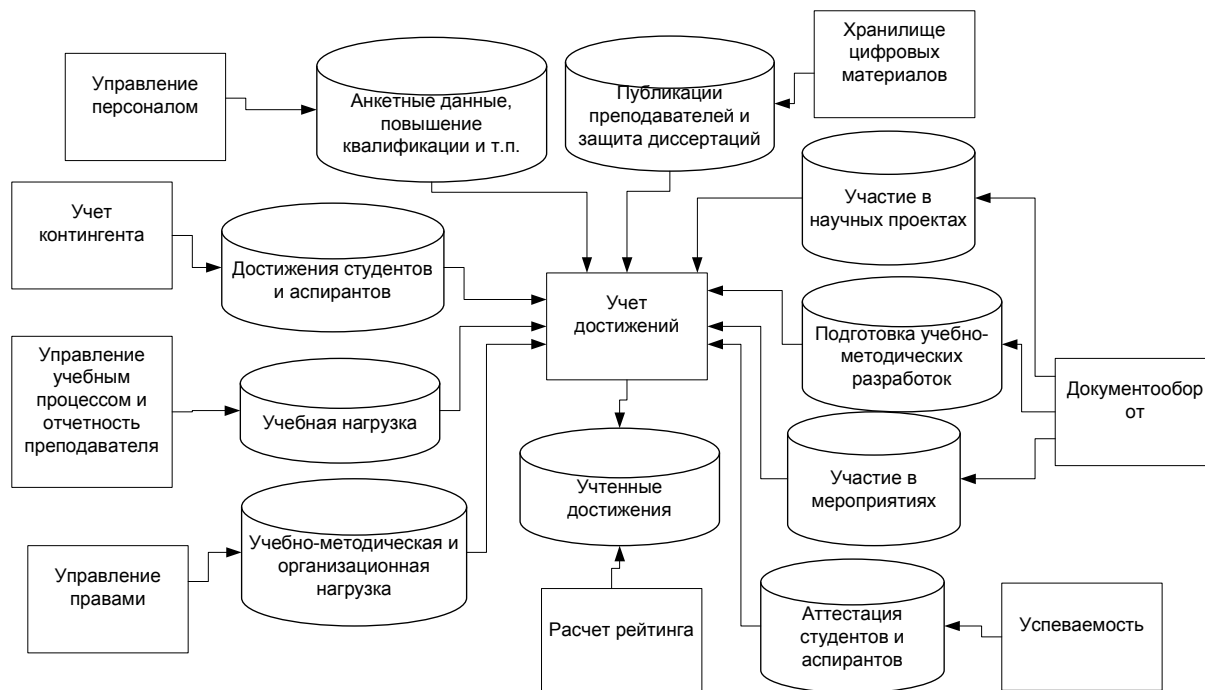 Управление
персоналом
Анкетные данные,
повышение
квалификации и т.п.
Публикации
преподавателей и
защита диссертаций
Хранилище
цифровых
материалов
Учет
контингента
Достижения студентов
и аспирантов
Участие в
научных проектах
Учет
достижений
Управление
учебным
процессом и
отчетность
преподавателя
Учебная нагрузка
Подготовка учебно-
методических
разработок
Документообор
от
Учтенные
достижения
Участие в
мероприятиях
Управление
правами
Учебно-методическая и
организационная
нагрузка
Расчет рейтинга
Аттестация
студентов и
аспирантов
Успеваемость